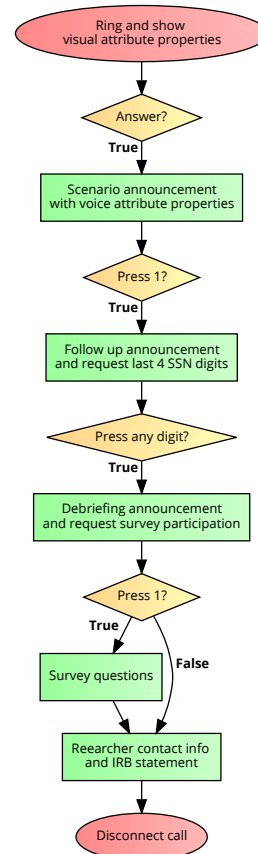 Ring and show
visual attribute properties
Answer?
True
Scenario announcement
with voice attribute properties
Press 1?
True
Follow up announcement
and request last 4 SSN digits
Press any digit?
True
Debriefing announcement
and request survey participation
Press 1?
True
False
Survey questions
Reearcher contact info
and IRB statement
Disconnect call